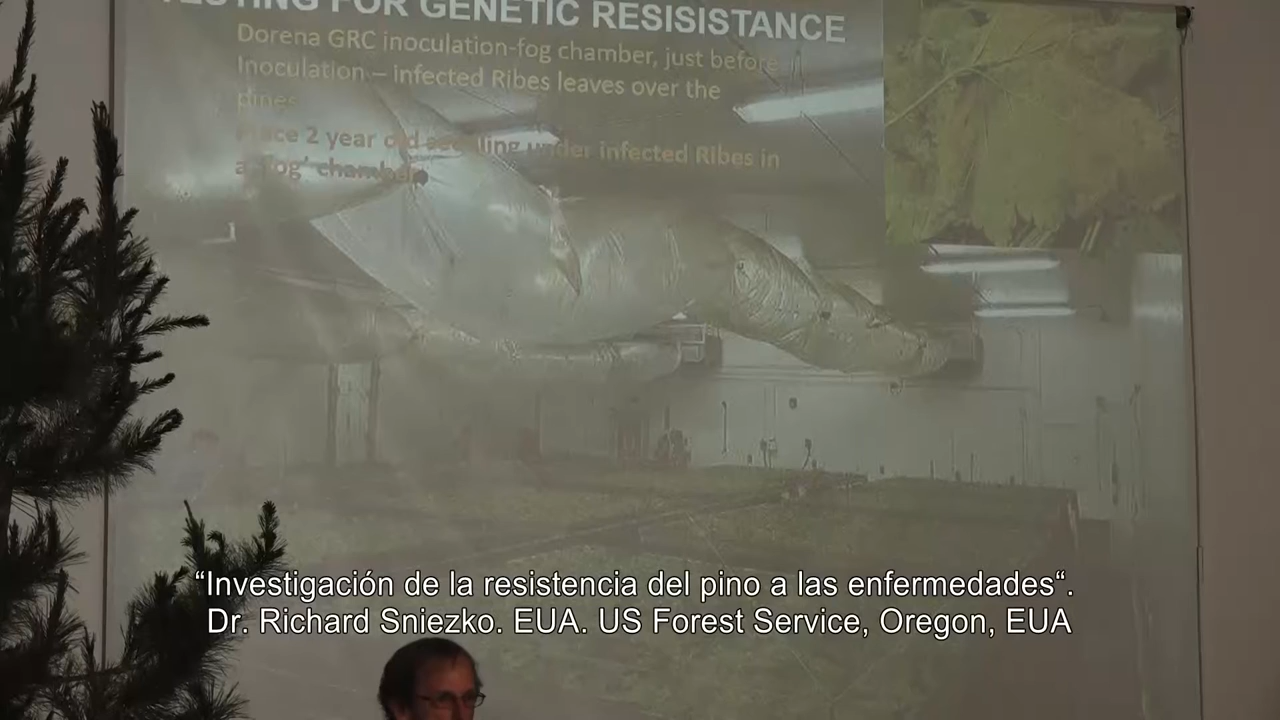 TESTING FOR GENETIC RESISISTANCE
Dorena GRC inoculation-fog chamber, just before
Inoculation – infected Ribes leaves over the
pines
Place 2 year old seedling under infected Ribes in
a 'fog' chamber
“Investigación de la resistencia del pino a las enfermedades“.
Dr. Richard Sniezko. EUA. US Forest Service, Oregon, EUA